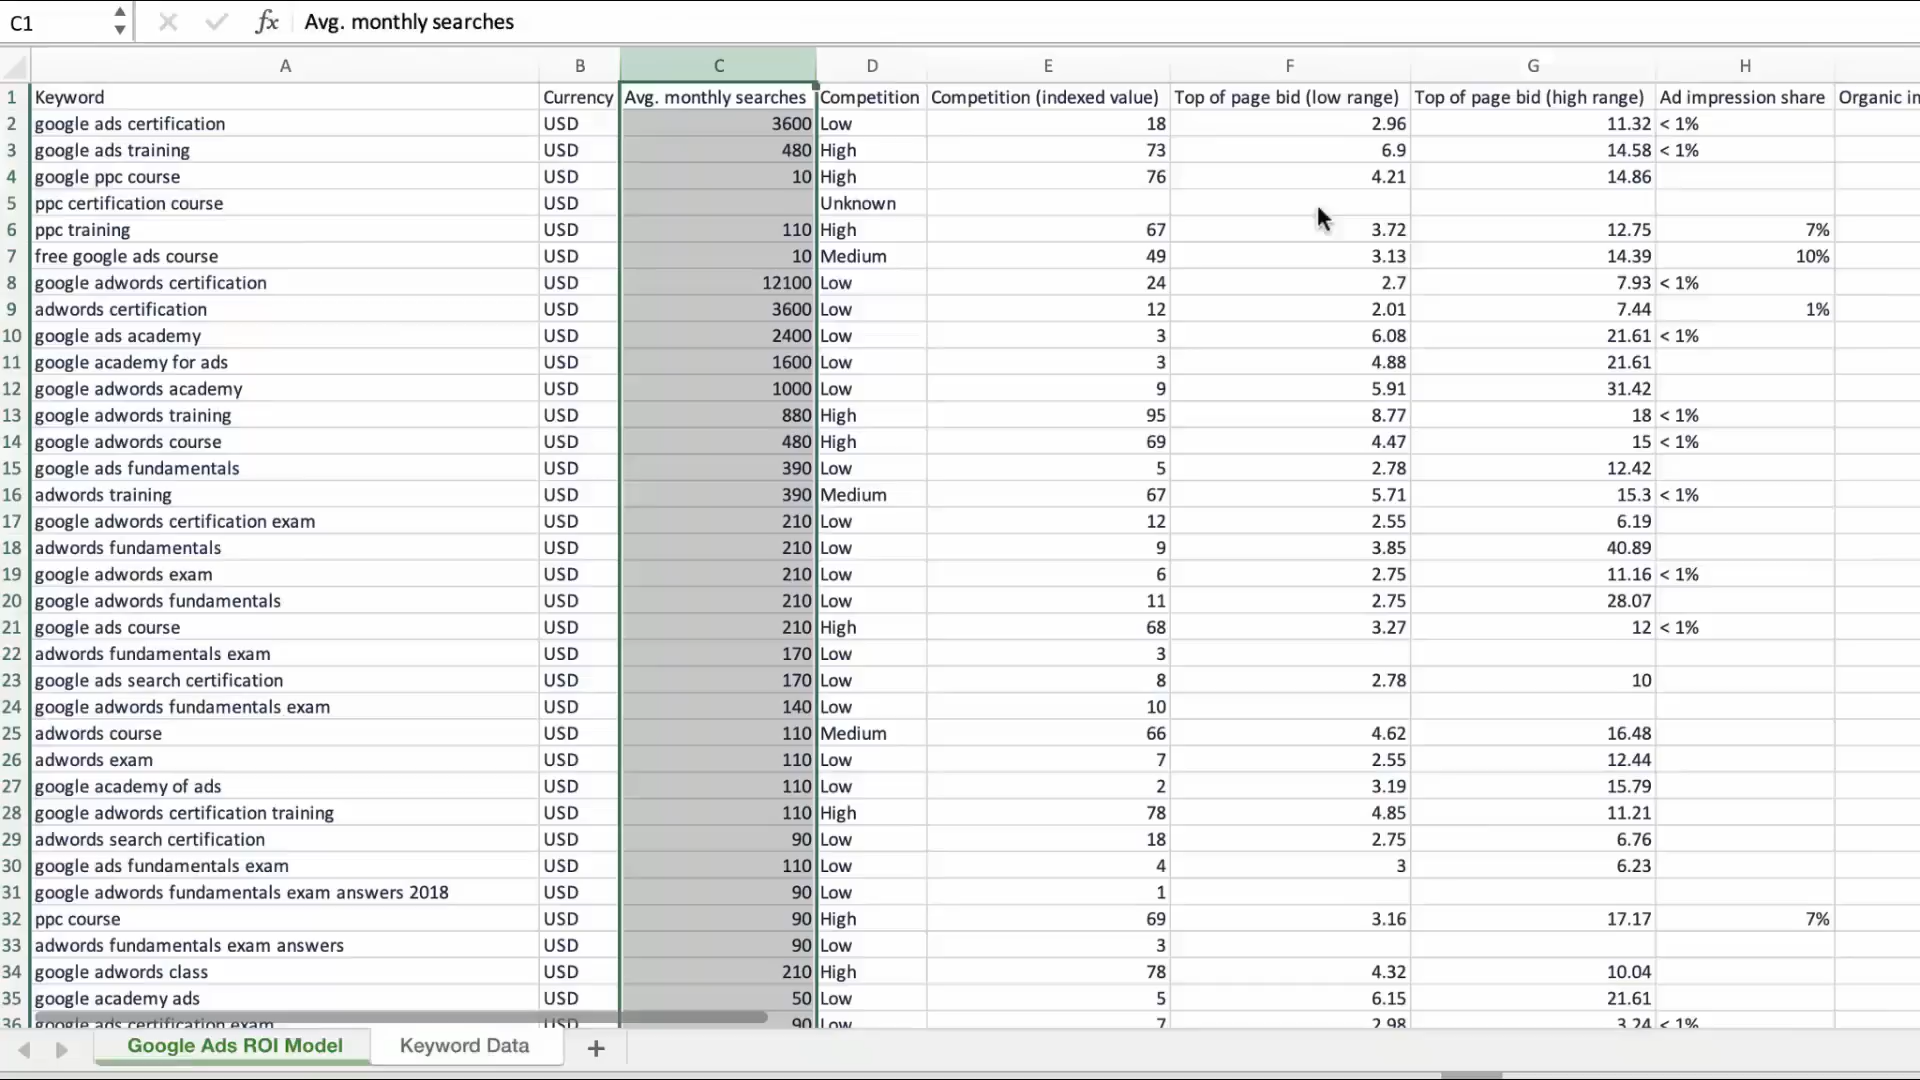 C1 fx Avg. monthly searches
A B C D E F G H
1 Keyword Currency Avg. monthly searches Competition Competition (indexed value) Top of page bid (low range) Top of page bid (high range) Ad impression share Organic in
2 google ads certification USD 3600 Low 18 2.96 11.32 < 1%
3 google ads training USD 480 High 73 6.9 14.58 < 1%
4 google ppc course USD 10 High 76 4.21 14.86
5 ppc certification course USD Unknown
6 ppc training USD 110 High 67 3.72 12.75 7%
7 free google ads course USD 10 Medium 49 3.13 14.39 10%
8 google adwords certification USD 12100 Low 24 2.7 7.93 < 1%
9 adwords certification USD 3600 Low 12 2.01 7.44 1%
10 google ads academy USD 2400 Low 3 6.08 21.61 < 1%
11 google academy for ads USD 1600 Low 3 4.88 21.61
12 google adwords academy USD 1000 Low 9 5.91 31.42
13 google adwords training USD 880 High 95 8.77 18 < 1%
14 google adwords course USD 480 High 69 4.47 15 < 1%
15 google ads fundamentals USD 390 Low 5 2.78 12.42
16 adwords training USD 390 Medium 67 5.71 15.3 < 1%
17 google adwords certification exam USD 210 Low 12 2.55 6.19
18 adwords fundamentals USD 210 Low 9 3.85 40.89
19 google adwords exam USD 210 Low 6 2.75 11.16 < 1%
20 google adwords fundamentals USD 210 Low 11 2.75 28.07
21 google ads course USD 210 High 68 3.27 12 < 1%
22 adwords fundamentals exam USD 170 Low 3
23 google ads search certification USD 170 Low 8 2.78 10
24 google adwords fundamentals exam USD 140 Low 10
25 adwords course USD 110 Medium 66 4.62 16.48
26 adwords exam USD 110 Low 7 2.55 12.44
27 google academy of ads USD 110 Low 2 3.19 15.79
28 google adwords certification training USD 110 High 78 4.85 11.21
29 adwords search certification USD 90 Low 18 2.75 6.76
30 google ads fundamentals exam USD 110 Low 4 3 6.23
31 google adwords fundamentals exam answers 2018 USD 90 Low 1
32 ppc course USD 90 High 69 3.16 17.17 7%
33 adwords fundamentals exam answers USD 90 Low 3
34 google adwords class USD 210 High 78 4.32 10.04
35 google academy ads USD 50 Low 5 6.15 21.61
36 google ads certification exam USD 90 Low 7 2.98 3.24 < 1%
Google Ads ROI Model Keyword Data +